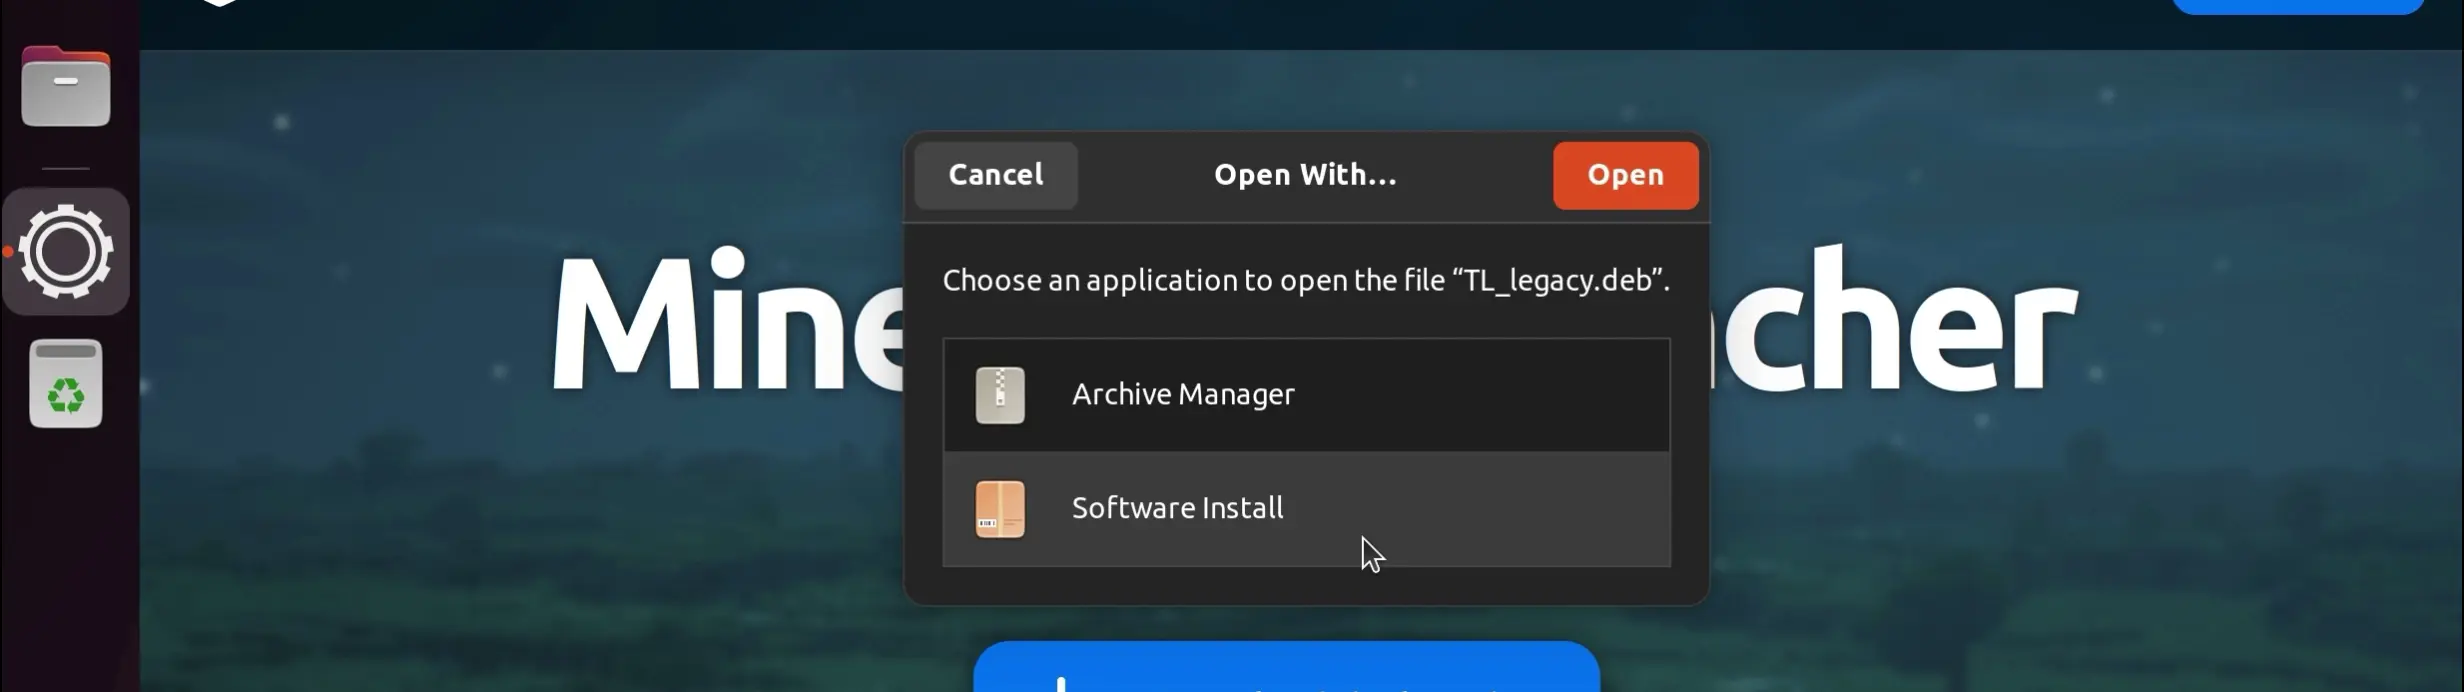 Cancel
Open With...
Open
Choose an application to open the file “TL_legacy.deb”.
Mine
cher
Archive Manager
Software Install